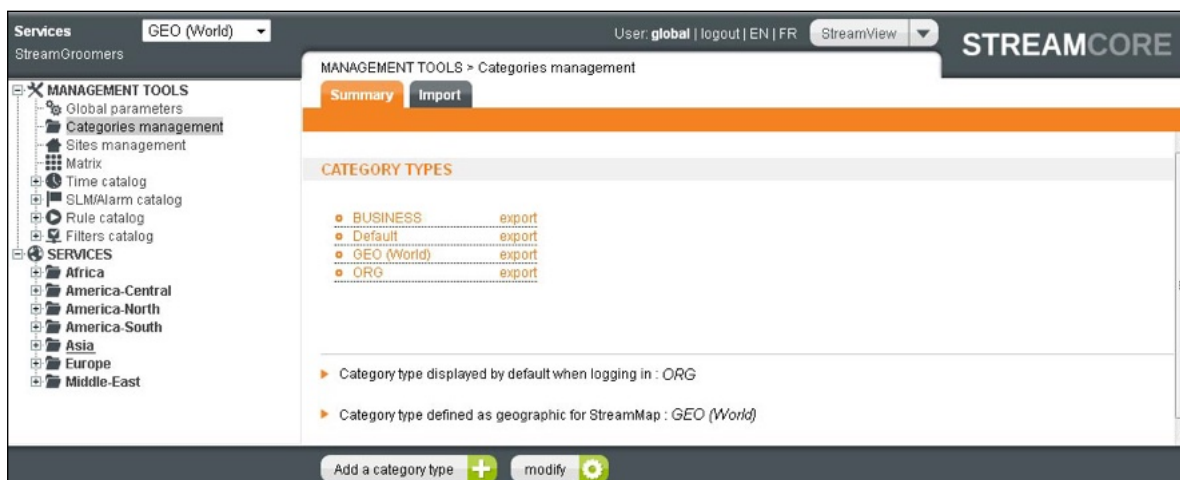 Services GEO (World)
StreamGroomers
User: global | logout | EN | FR StreamView
STREAMCORE
MANAGEMENT TOOLS
Global parameters
Categories management
Sites management
Matrix
Time catalog
SLM/Alarm catalog
Rule catalog
Filters catalog
SERVICES
Africa
America-Central
America-North
America-South
Asia
Europe
Middle-East
MANAGEMENT TOOLS > Categories management
Summary Import
CATEGORY TYPES
BUSINESS export
Default export
GEO (World) export
ORG export
Category type displayed by default when logging in : ORG
Category type defined as geographic for StreamMap : GEO (World)
Add a category type modify